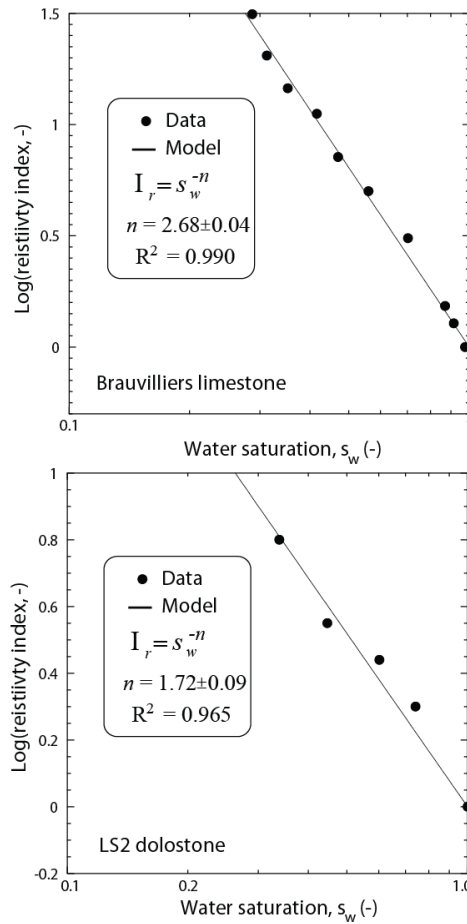 1.5
1
0.5
0
Log(reistiivty index, -)
Data
Model
I_r = s_w^-n
n = 2.68±0.04
R² = 0.990
Brauvilliers limestone
0.1
Water saturation, s_w (-)
1
0.8
0.6
0.4
0.2
0
-0.2
Log(reistiivty index, -)
Data
Model
I_r = s_w^-n
n = 1.72±0.09
R² = 0.965
LS2 dolostone
0.1 0.2 1.0
Water saturation, s_w (-)